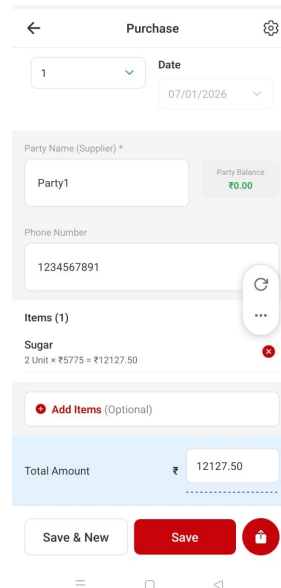 Purchase
1
Date
07/01/2026
Party Name (Supplier) *
Party1
Party Balance
₹0.00
Phone Number
1234567891
Items (1)
Sugar
2 Unit × ₹5775 = ₹12127.50
Add Items (Optional)
Total Amount ₹ 12127.50
Save & New
Save